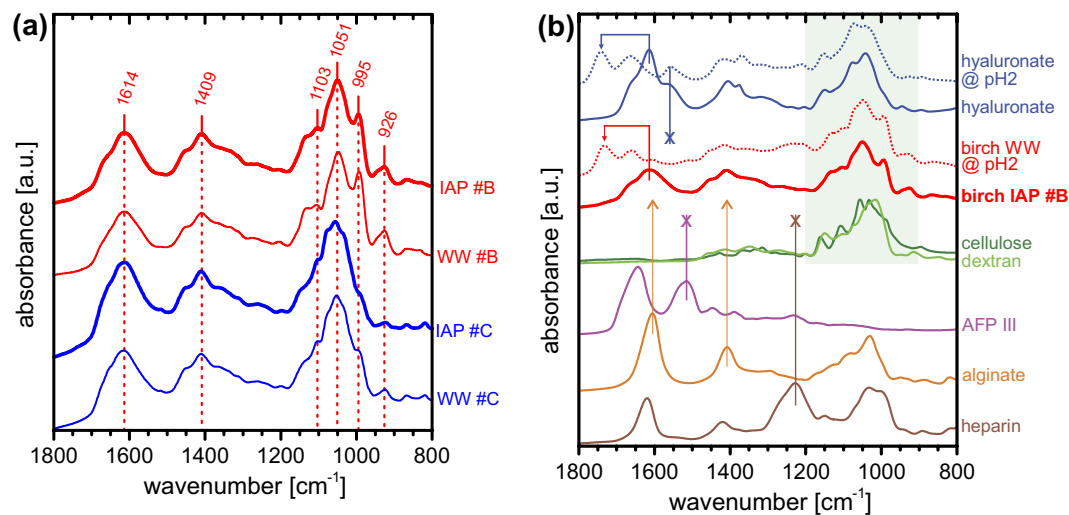 (a)
absorbance [a.u.]
1614
1409
1103
1051
995
926
IAP #B
WW #B
IAP #C
WW #C
1800 1600 1400 1200 1000 800
wavenumber [cm⁻¹]
(b)
absorbance [a.u.]
hyaluronate
@ pH2
hyaluronate
birch WW
@ pH2
birch IAP #B
cellulose
dextran
AFP III
alginate
heparin
x
x
x
1800 1600 1400 1200 1000 800
wavenumber [cm⁻¹]